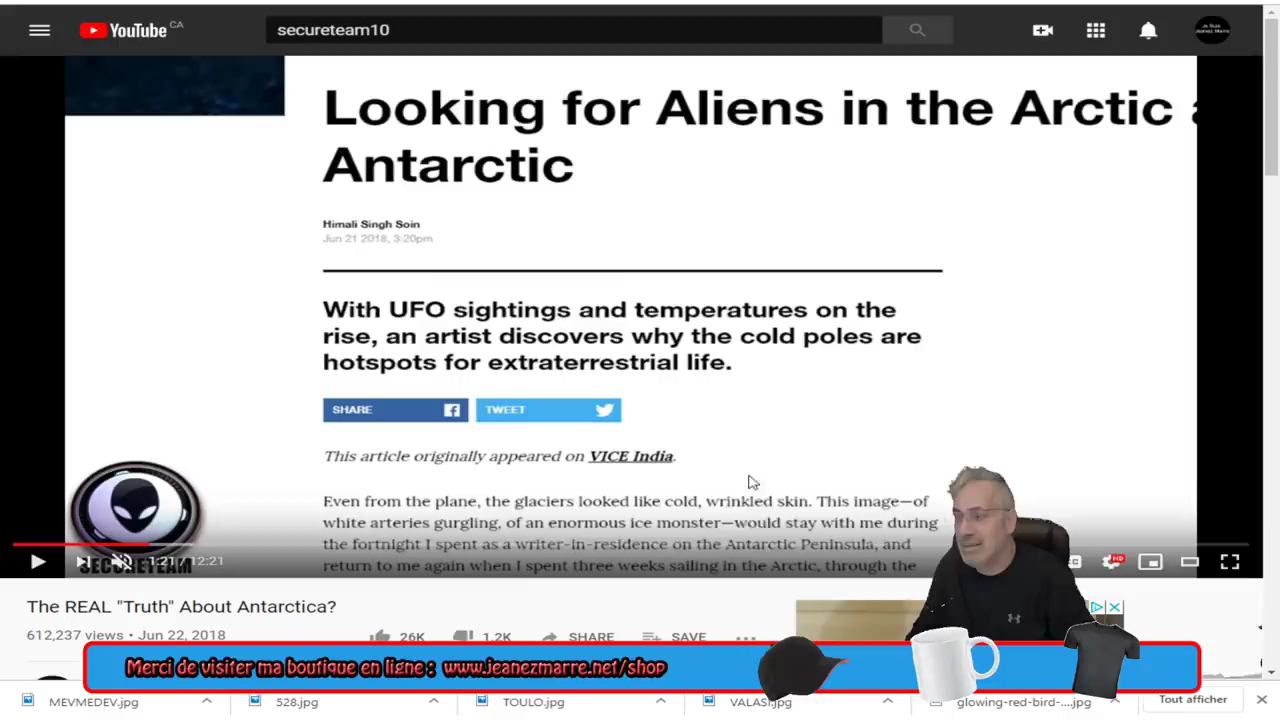 YouTube CA
secureteam10
Looking for Aliens in the Arctic
Antarctic
Himali Singh Soin
Jun 21 2018, 3:20pm
With UFO sightings and temperatures on the
rise, an artist discovers why the cold poles are
hotspots for extraterrestrial life.
SHARE
TWEET
This article originally appeared on VICE India.
Even from the plane, the glaciers looked like cold, wrinkled skin. This image—of
white arteries gurgling, of an enormous ice monster—would stay with me during
the fortnight I spent as a writer-in-residence on the Antarctic Peninsula, and
return to me again when I spent three weeks sailing in the Arctic, through the
SECURETEAM
1:21 / 12:21
HD
The REAL "Truth" About Antarctica?
612,237 views • Jun 22, 2018
26K
1.2K
SHARE
SAVE
Merci de visiter ma boutique en ligne : www.jeanezmarre.net/shop
MEVMEDEV.jpg
528.jpg
TOULO.jpg
VALASI.jpg
glowing-red-bird-....jpg
Tout afficher